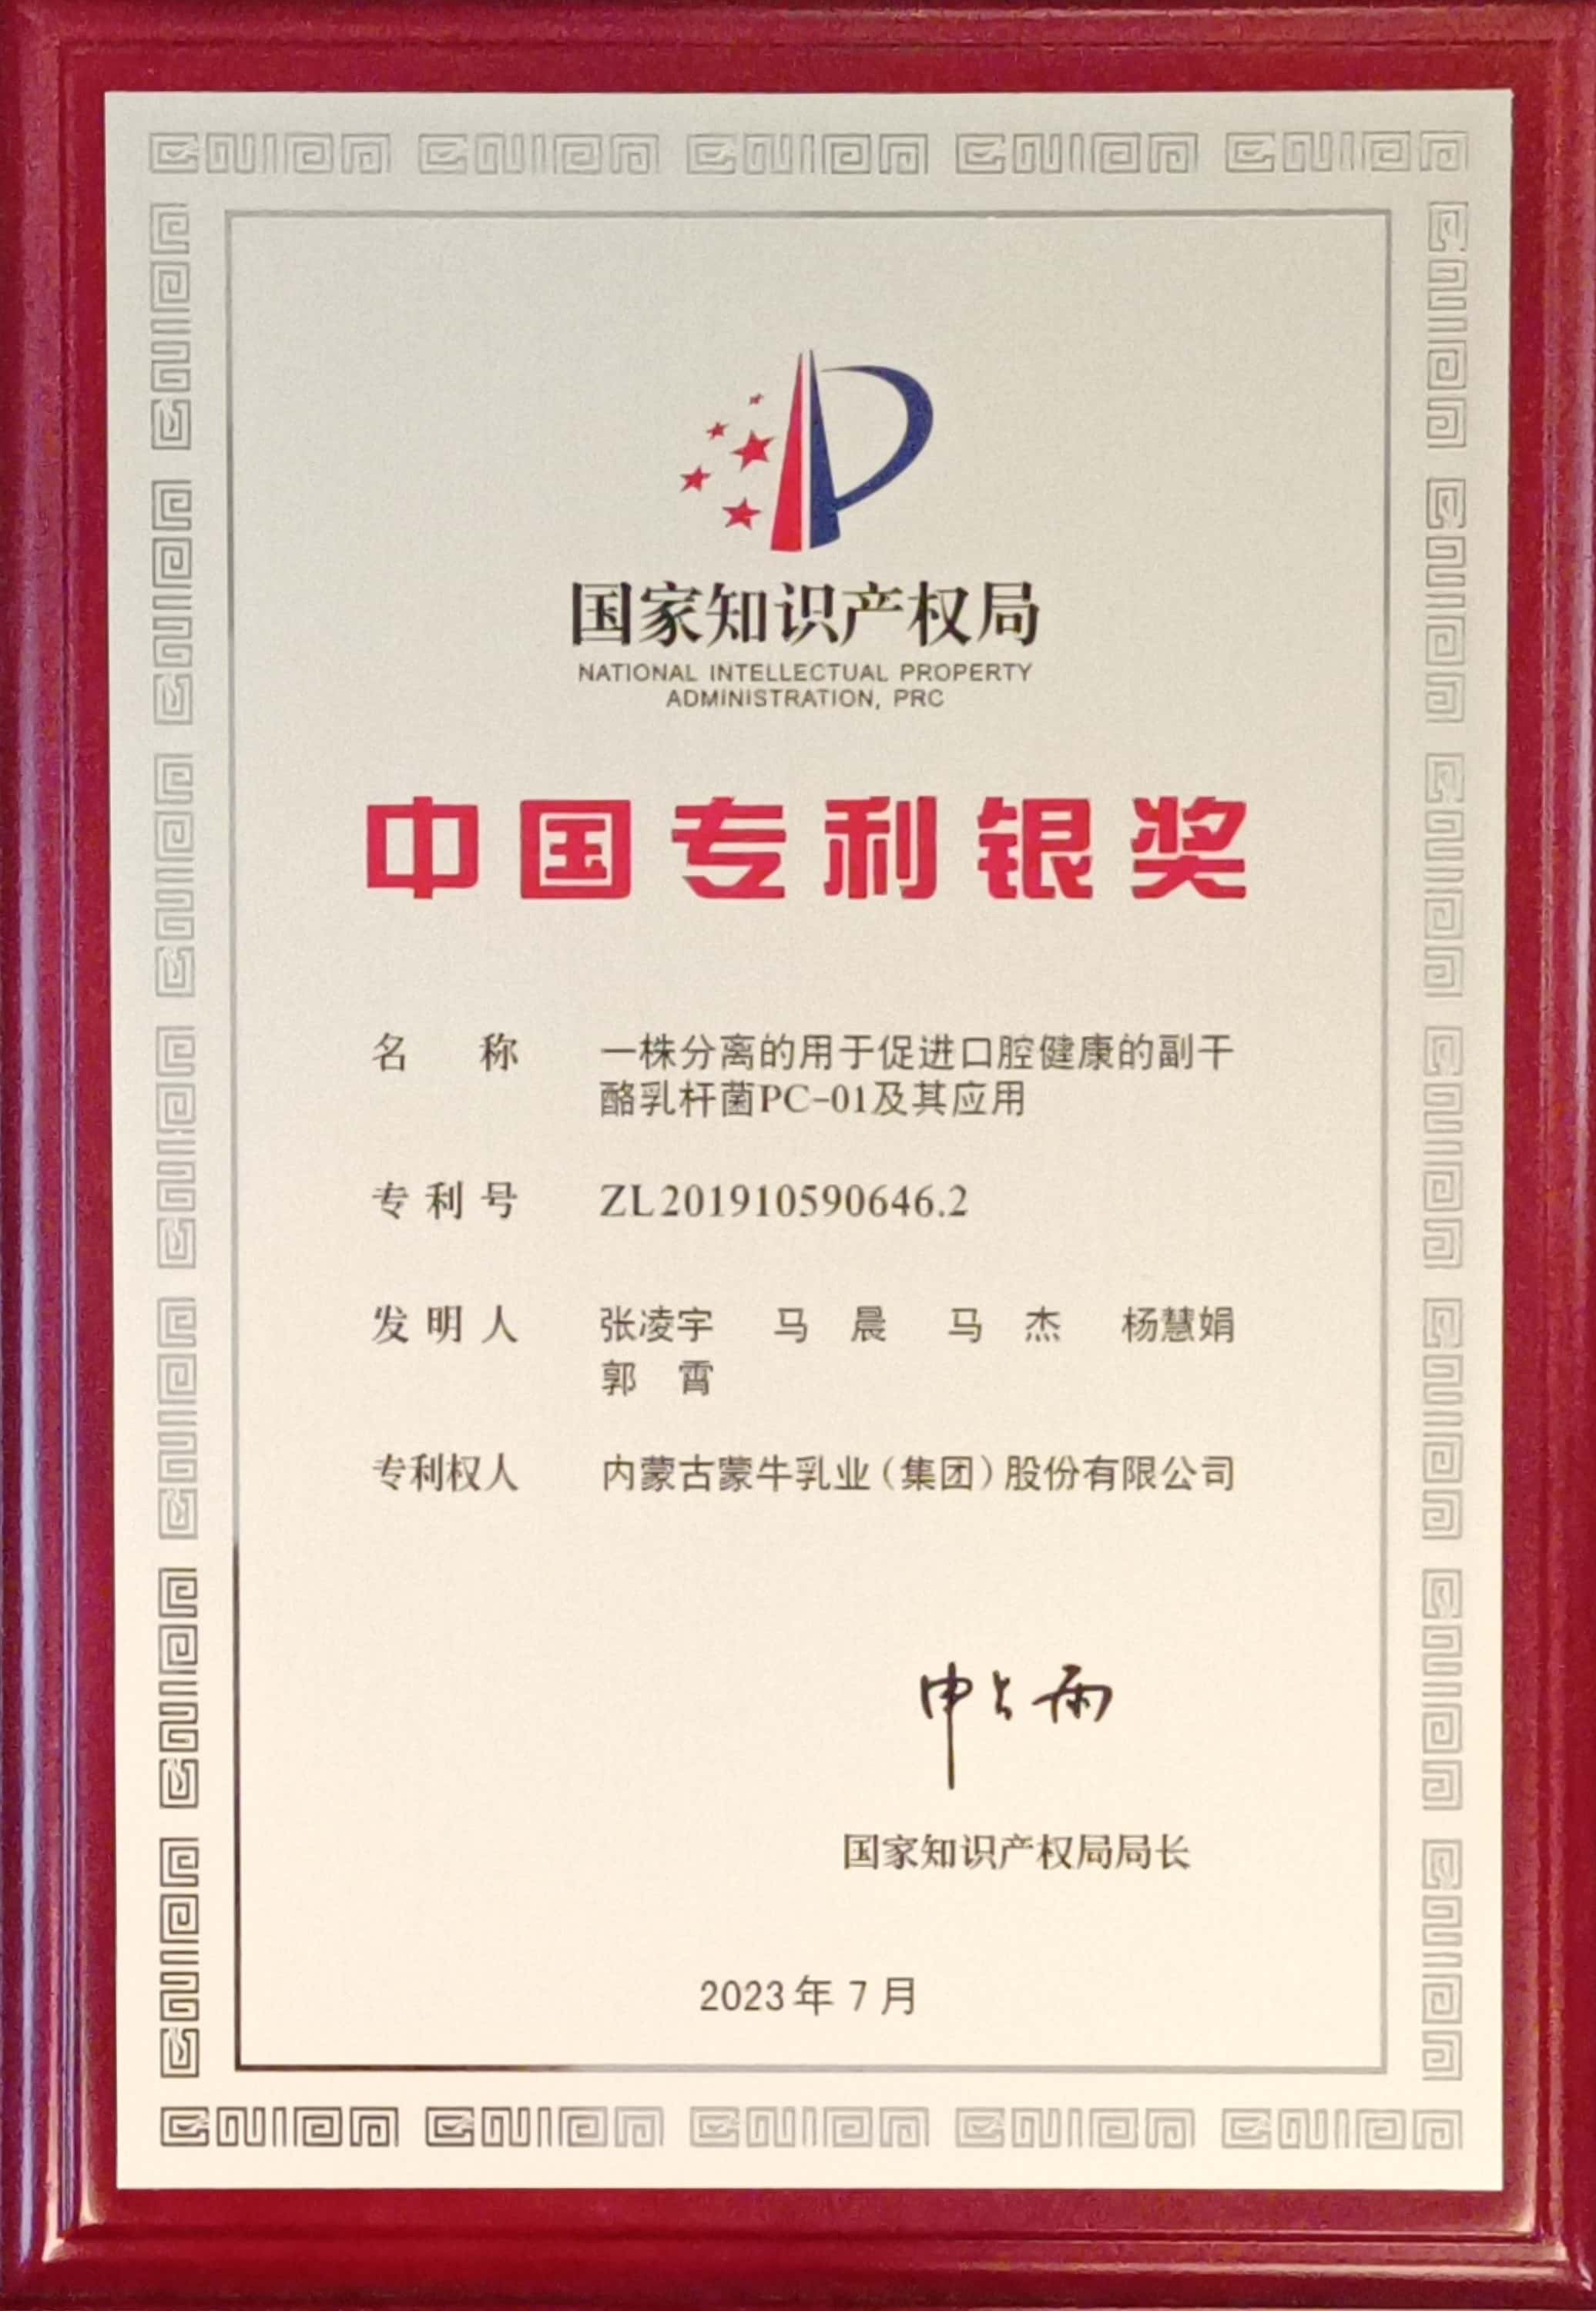 国家知识产权局
NATIONAL INTELLECTUAL PROPERTY
ADMINISTRATION, PRC
中国专利银奖
名 称 一株分离的用于促进口腔健康的副干
酪乳杆菌PC-01及其应用
专利号 ZL201910590646.2
发明人 张凌宇 马晨 马杰 杨慧娟
郭霄
专利权人 内蒙古蒙牛乳业(集团)股份有限公司
申长雨
国家知识产权局局长
2023年7月